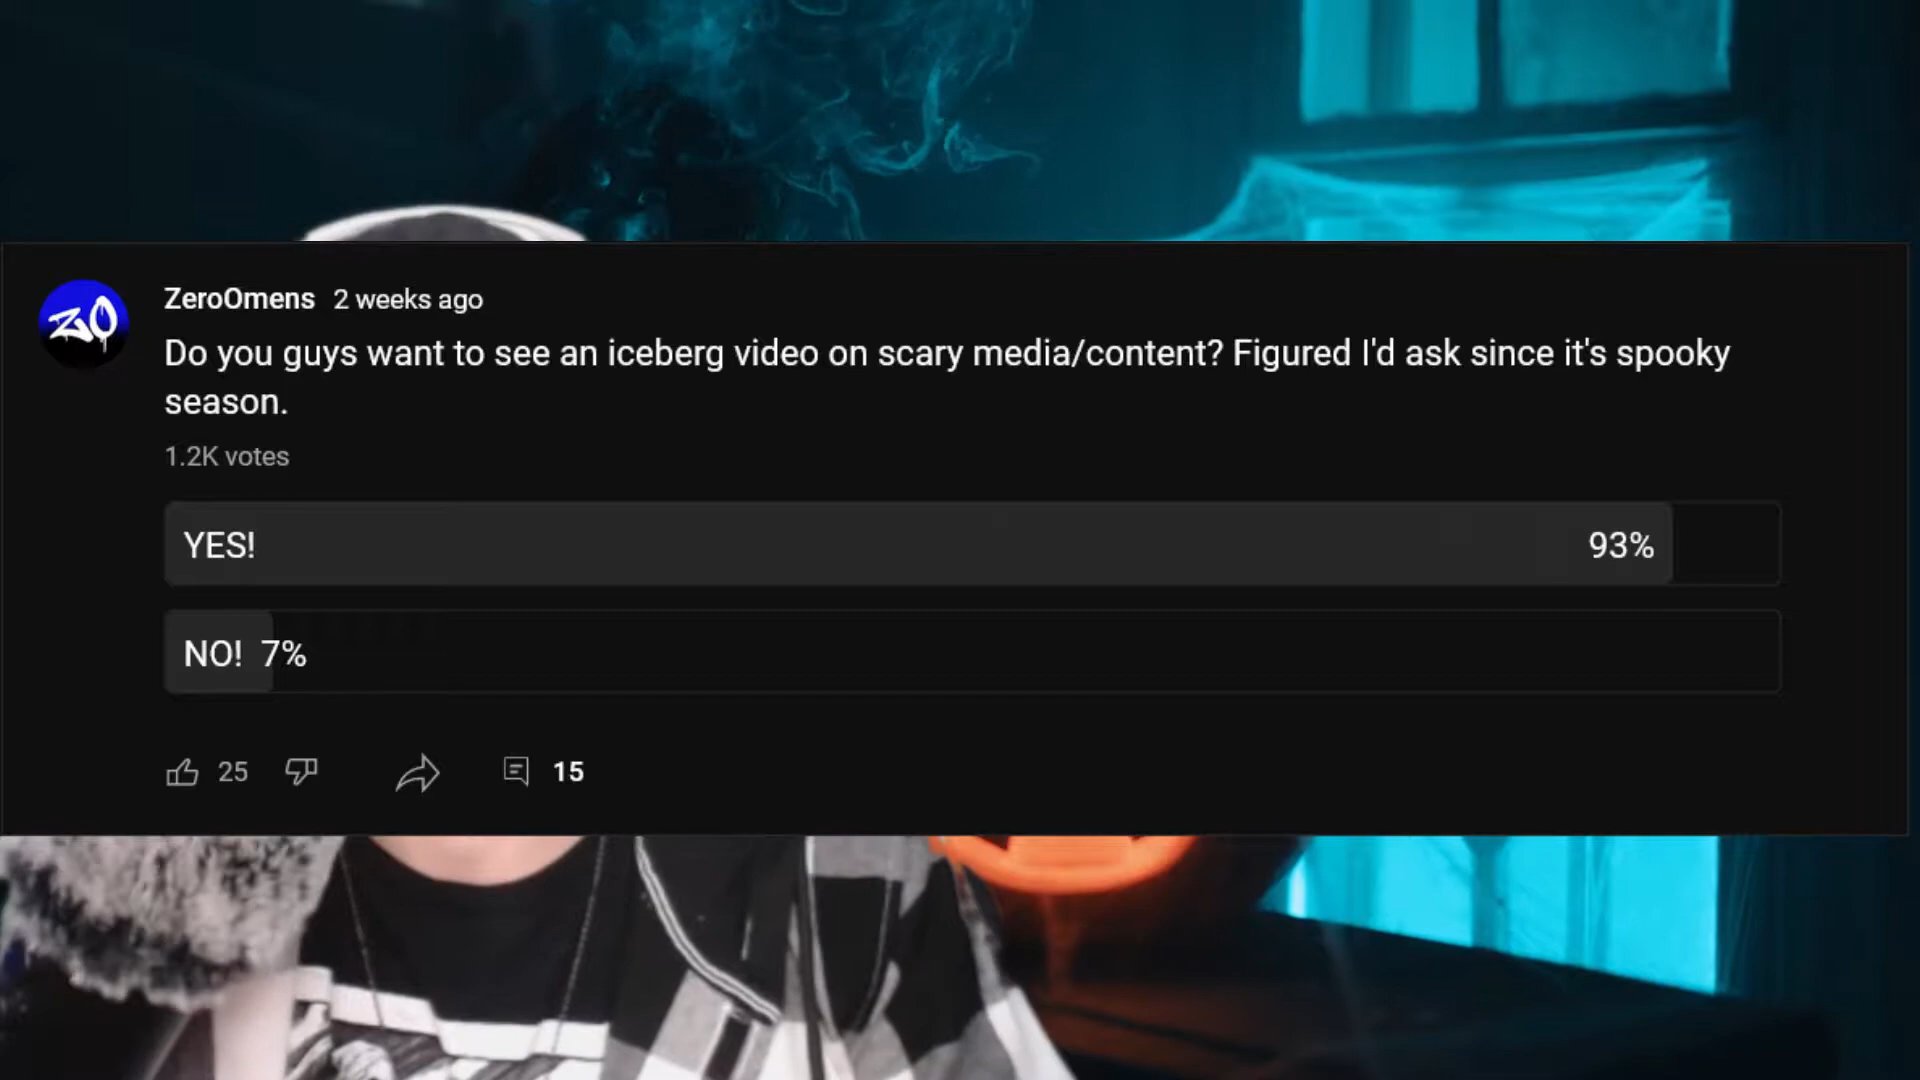 ZO
ZeroOmens 2 weeks ago
Do you guys want to see an iceberg video on scary media/content? Figured I'd ask since it's spooky
season.
1.2K votes
YES! 93%
NO! 7%
25 15